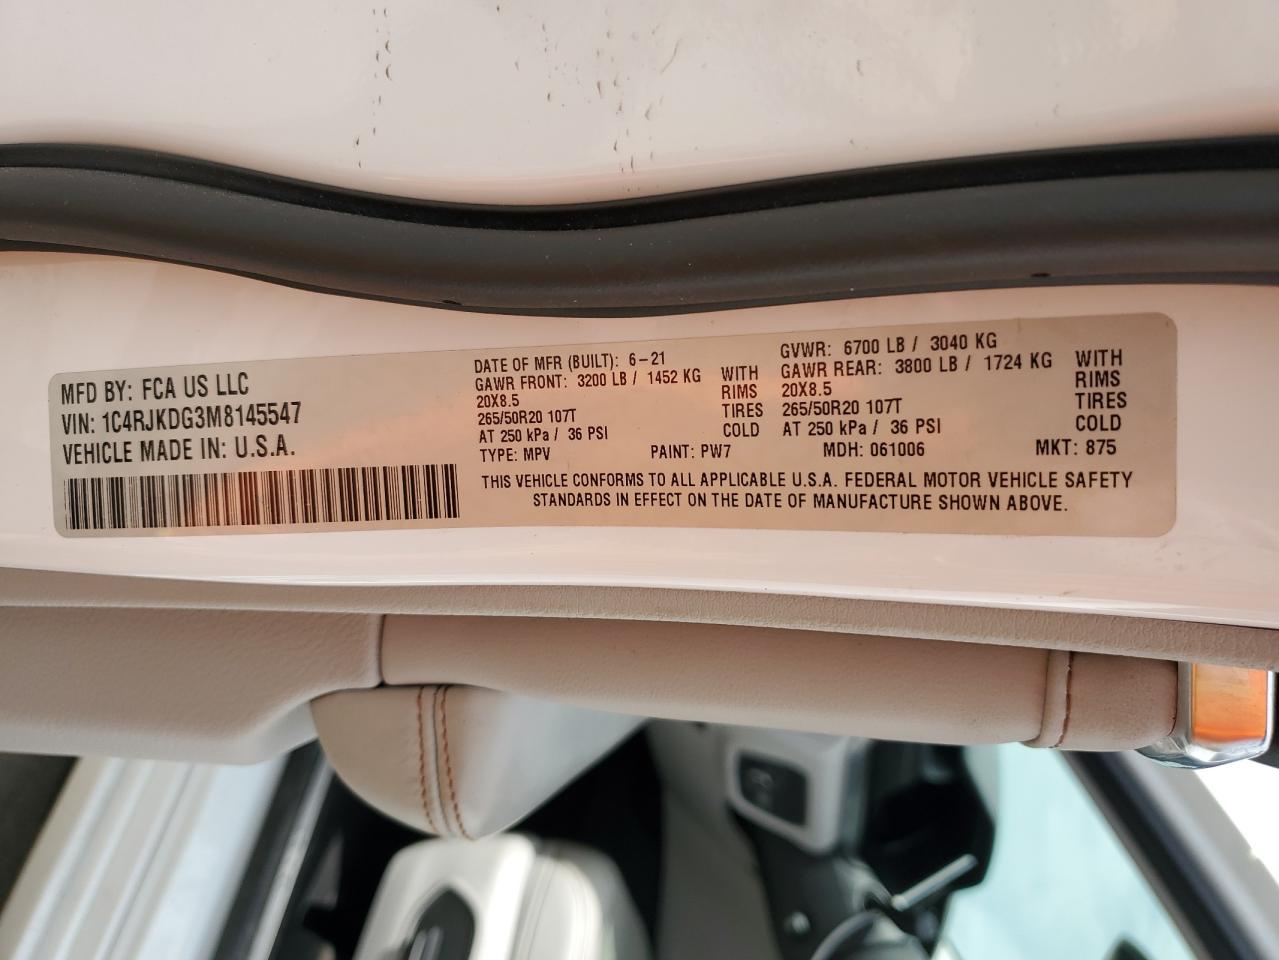 MFD BY: FCA US LLC
VIN: 1C4RJKDG3M8145547
VEHICLE MADE IN: U.S.A.
DATE OF MFR (BUILT): 6-21
GAWR FRONT: 3200 LB / 1452 KG WITH
20X8.5 RIMS
265/50R20 107T TIRES
AT 250 kPa / 36 PSI COLD
GVWR: 6700 LB / 3040 KG
GAWR REAR: 3800 LB / 1724 KG WITH
20X8.5 RIMS
265/50R20 107T TIRES
AT 250 kPa / 36 PSI COLD
TYPE: MPV PAINT: PW7 MDH: 061006 MKT: 875
THIS VEHICLE CONFORMS TO ALL APPLICABLE U.S.A. FEDERAL MOTOR VEHICLE SAFETY
STANDARDS IN EFFECT ON THE DATE OF MANUFACTURE SHOWN ABOVE.